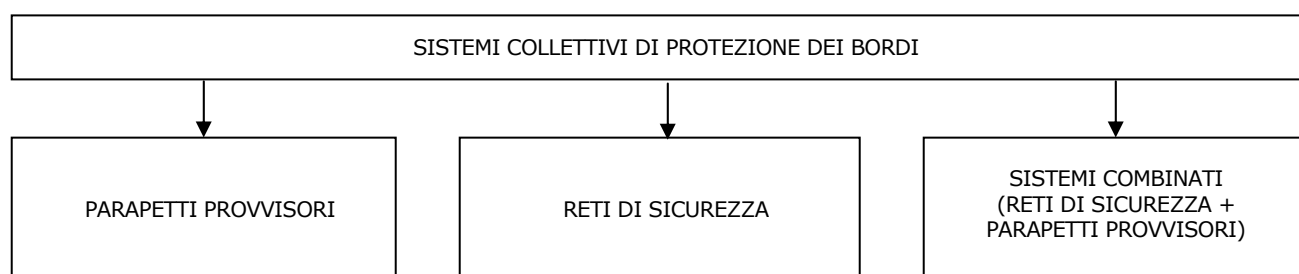 SISTEMI COLLETTIVI DI PROTEZIONE DEI BORDI
PARAPETTI PROVVISORI
RETI DI SICUREZZA
SISTEMI COMBINATI
(RETI DI SICUREZZA +
PARAPETTI PROVVISORI)